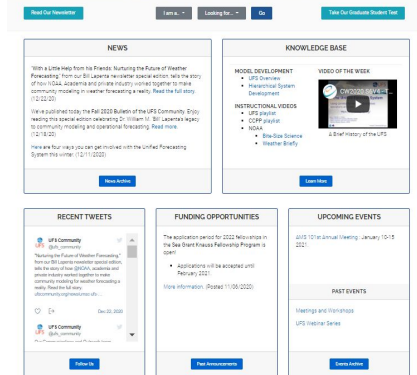 Read Our Newsletter
I am a..
Looking for...
Go
Take Our Graduate Student Test
NEWS
"With a Little Help from his Friends: Nurturing the Future of Weather
Forecasting" from our Bill Lapenta newsletter special edition, tells the story
of how NOAA, Academia and private industry worked together to make
community modeling in weather forecasting a reality. Read the full story.
(12/22/20)
We've published today the Fall 2020 Bulletin of the UFS Community. Enjoy
reading this special edition celebrating Dr. William M. 'Bill' Lapenta's legacy
to community modeling and operational forecasting. Read more.
(12/18/20)
Here are four ways you can get involved with the Unified Forecasting
System this winter. (12/11/2020)
News Archive
KNOWLEDGE BASE
MODEL DEVELOPMENT
UFS Overview
Hierarchical System
Development
INSTRUCTIONAL VIDEOS
UFS playlist
CCPP playlist
NOAA
Bite-Size Science
Weather Briefly
VIDEO OF THE WEEK
A Brief History of the UFS
Learn More
RECENT TWEETS
UFS Community
@ufs_community
"Nurturing the Future of Weather Forecasting,"
from our Bill Lapenta newsletter special edition,
tells the story of how @NOAA, academia and
private industry worked together to make
community modeling for weather forecasting a
reality. Read the full story.
Dec 22, 2020
UFS Community
@ufs_community
Follow Us
FUNDING OPPORTUNITIES
The application period for 2022 fellowships in
the Sea Grant Knauss Fellowship Program is
open!
Applications will be accepted until
February 2021.
More information. (Posted 11/06/2020)
Past Announcements
UPCOMING EVENTS
AMS 101st Annual Meeting: January 10-15
2021.
PAST EVENTS
Meetings and Workshops
UFS Webinar Series
Events Archive